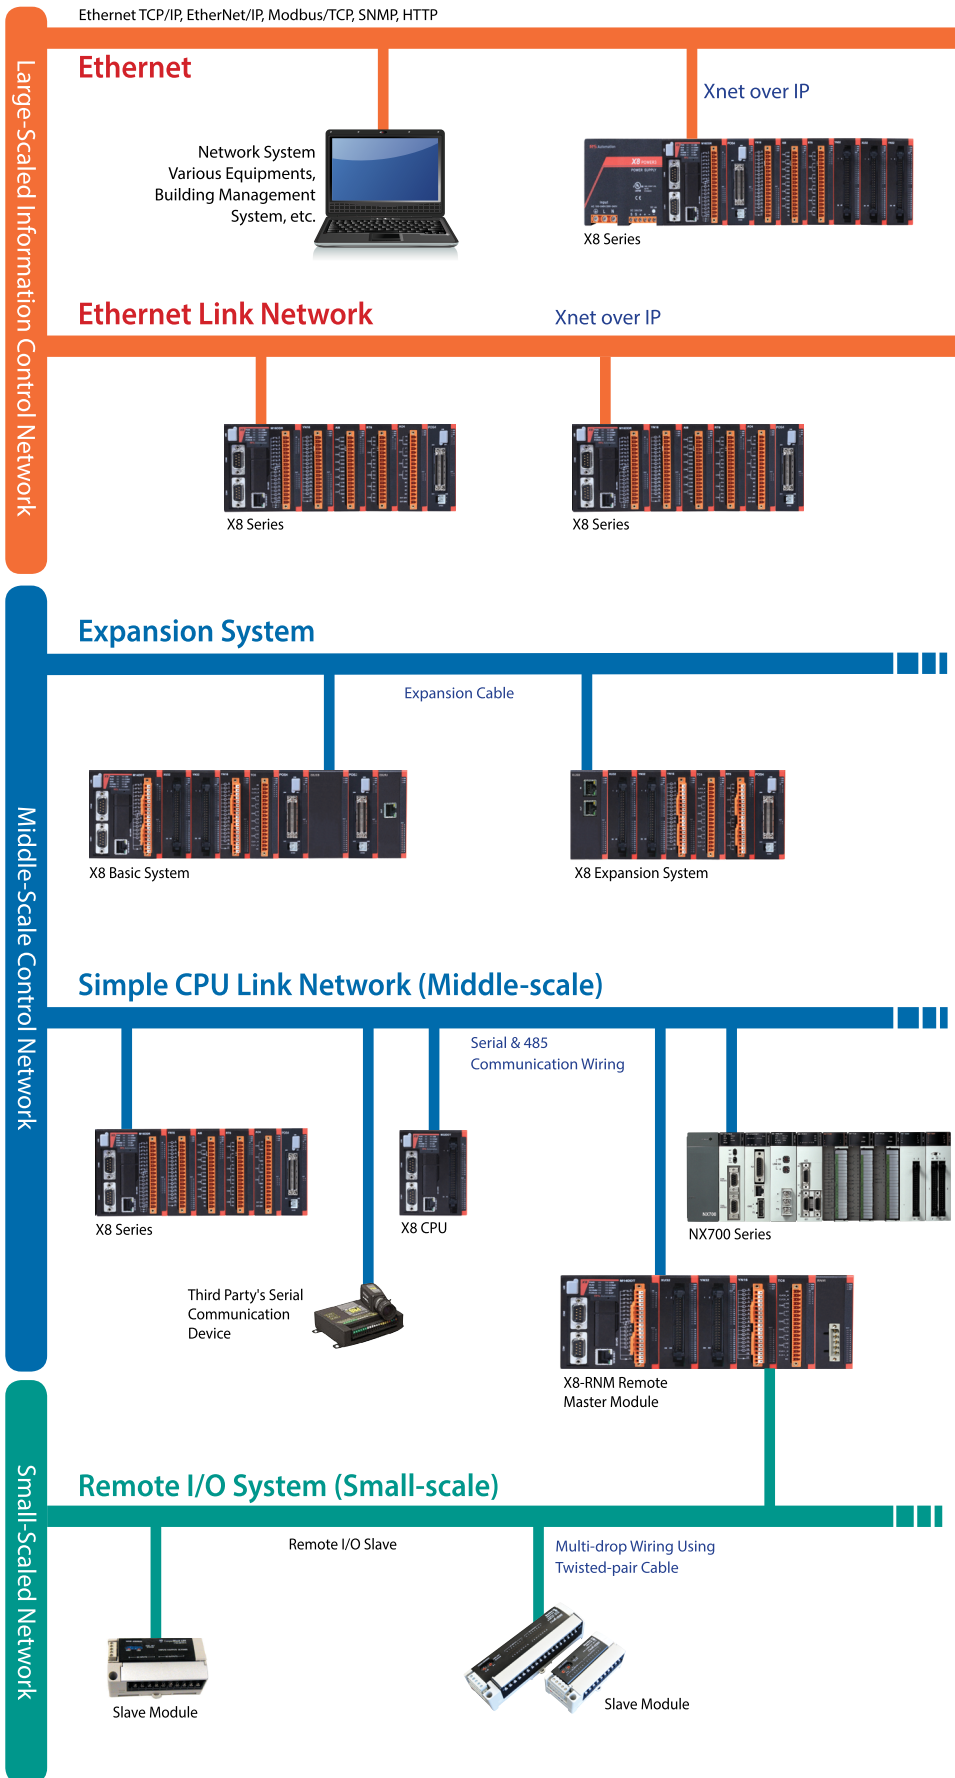 Ethernet TCP/IP, EtherNet/IP, Modbus/TCP, SNMP, HTTP
Large-Scaled Information Control Network
Ethernet
Xnet over IP
Network System
Various Equipments,
Building Management
System, etc.
X8 POWERS
POWER SUPPLY
X8 Series
Ethernet Link Network
Xnet over IP
X8 Series
X8 Series
Middle-Scale Control Network
Expansion System
Expansion Cable
X8 Basic System
X8 Expansion System
Simple CPU Link Network (Middle-scale)
Serial & 485
Communication Wiring
X8 Series
X8 CPU
NX700
NX700 Series
Third Party's Serial
Communication
Device
X8-RNM Remote
Master Module
Small-Scaled Network
Remote I/O System (Small-scale)
Remote I/O Slave
Multi-drop Wiring Using
Twisted-pair Cable
Slave Module
Slave Module